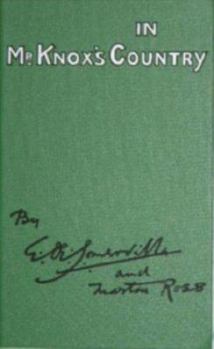 IN
MR. KNOX'S COUNTRY
By
E. Œ. Somerville
and
Martin Ross